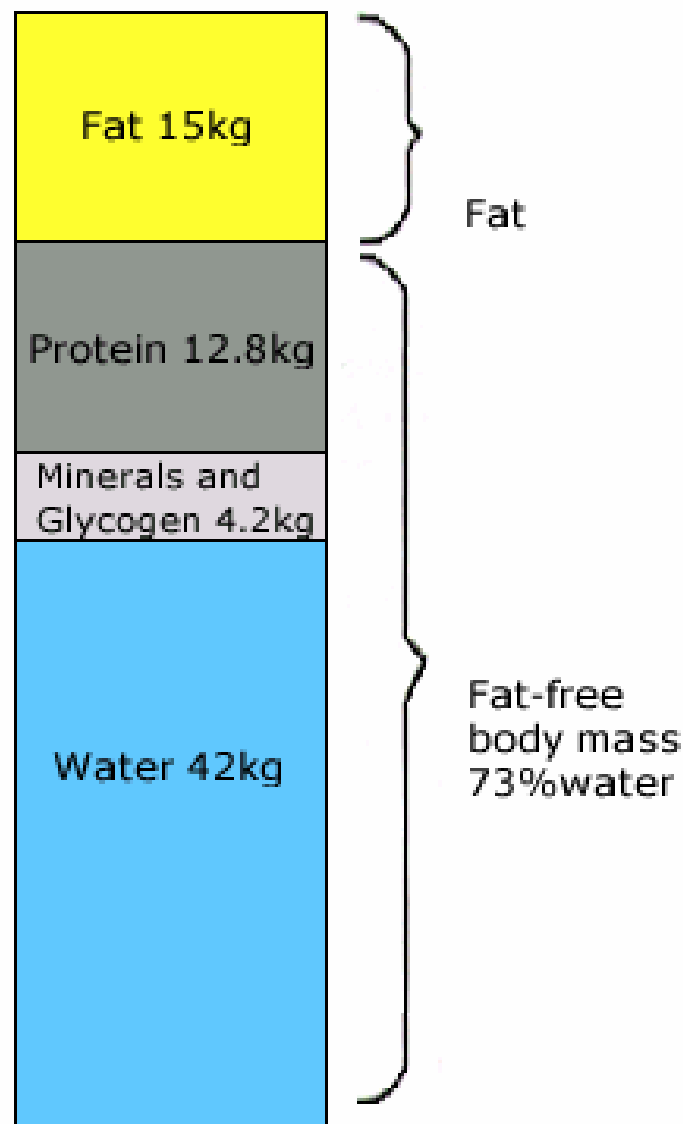 Fat 15kg
Fat
Protein 12.8kg
Minerals and
Glycogen 4.2kg
Water 42kg
Fat-free
body mass
73%water